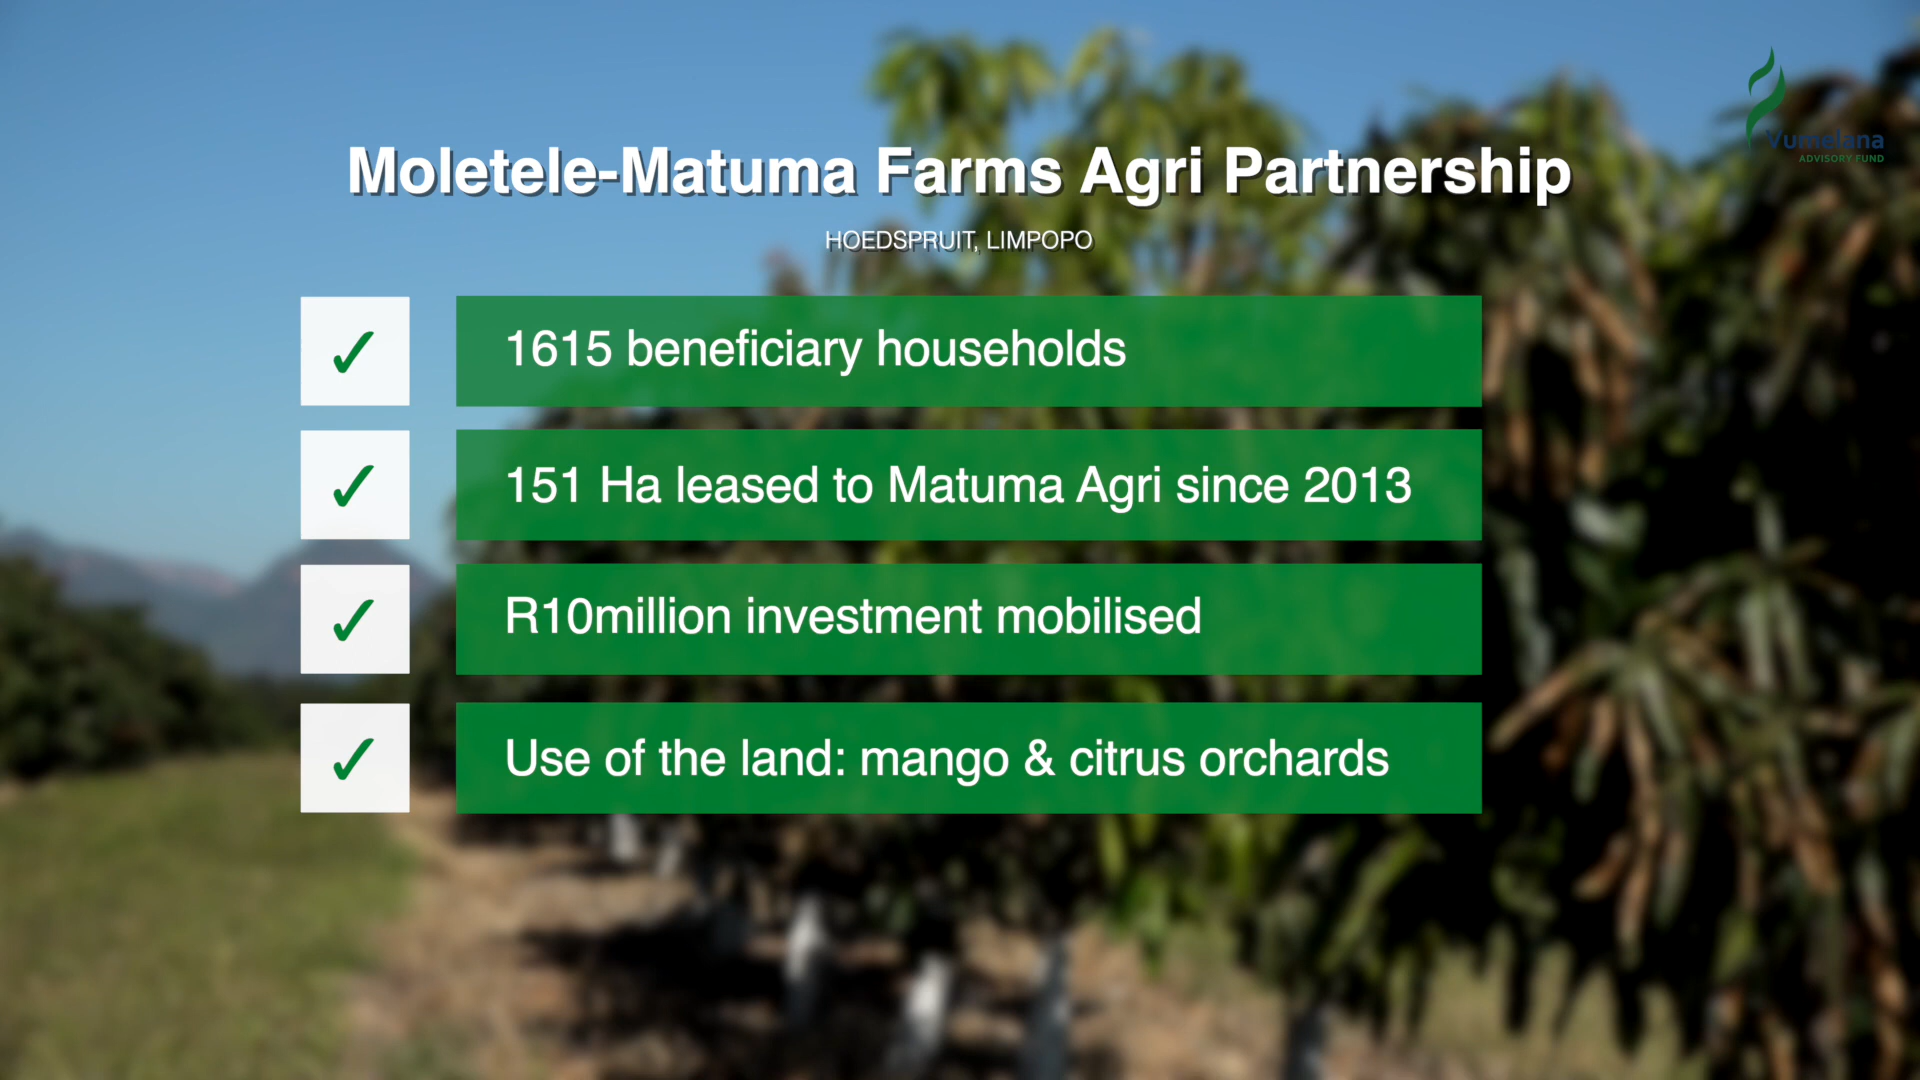 Vumelana
ADVISORY FUND
Moletele-Matuma Farms Agri Partnership
HOEDSPRUIT, LIMPOPO
✓ 1615 beneficiary households
✓ 151 Ha leased to Matuma Agri since 2013
✓ R10million investment mobilised
✓ Use of the land: mango & citrus orchards